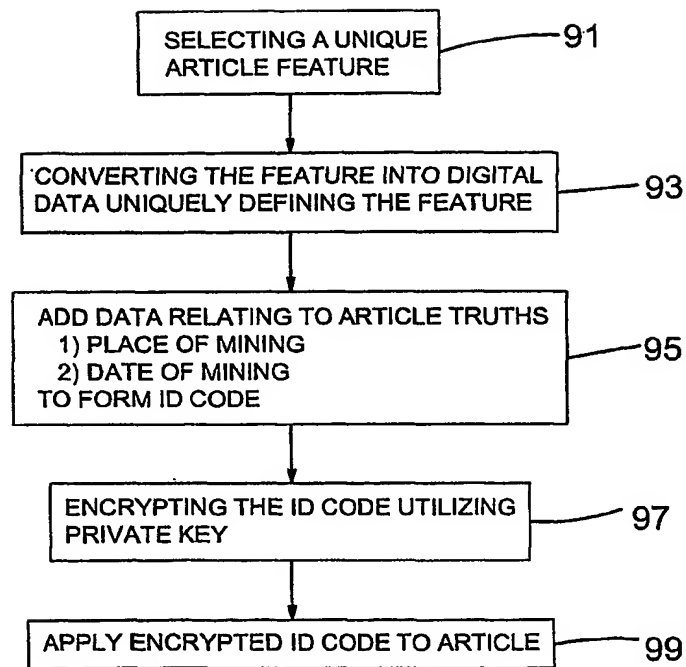 SELECTING A UNIQUE
ARTICLE FEATURE
91
CONVERTING THE FEATURE INTO DIGITAL
DATA UNIQUELY DEFINING THE FEATURE
93
ADD DATA RELATING TO ARTICLE TRUTHS
1) PLACE OF MINING
2) DATE OF MINING
TO FORM ID CODE
95
ENCRYPTING THE ID CODE UTILIZING
PRIVATE KEY
97
APPLY ENCRYPTED ID CODE TO ARTICLE
99